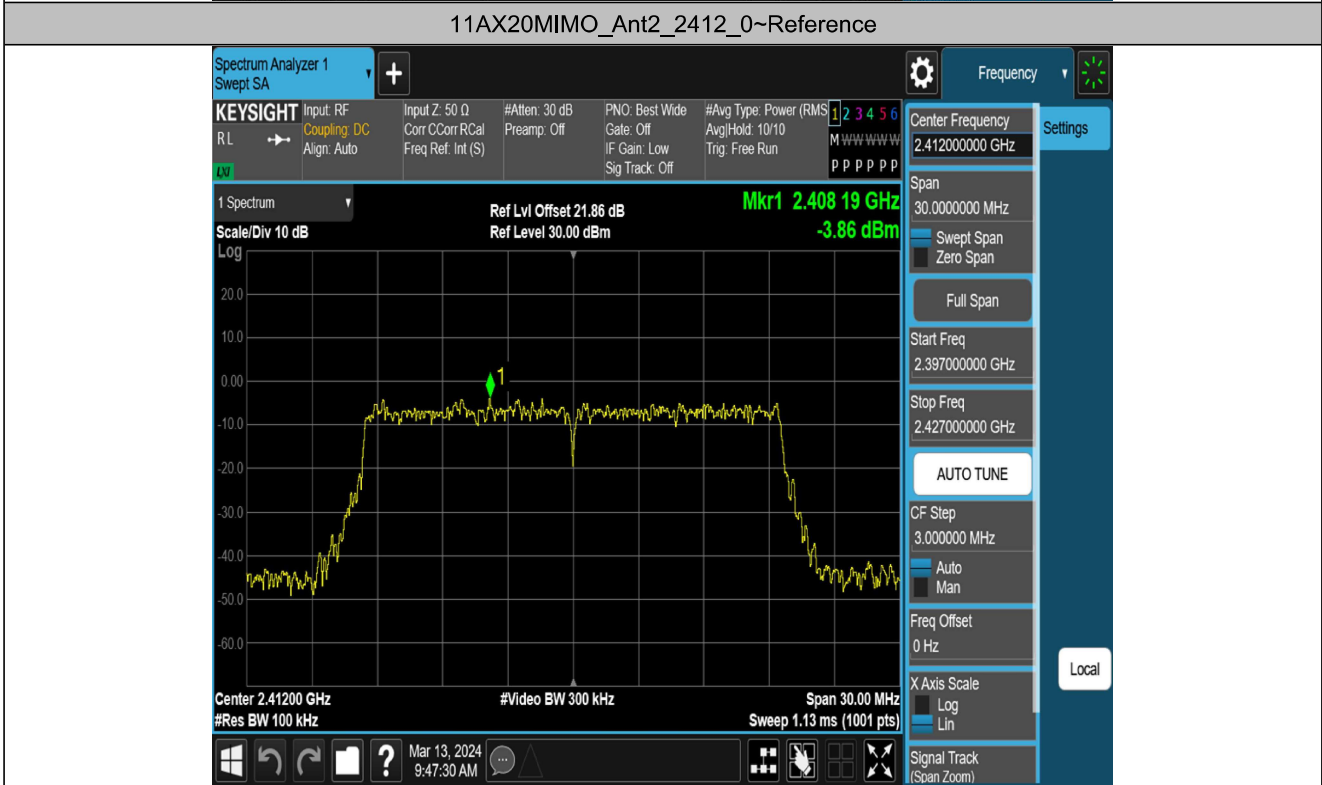 11AX20MIMO_Ant2_2412_0~Reference
Spectrum Analyzer 1
Swept SA
+
Frequency
KEYSIGHT
RL
LXI
Input: RF
Coupling: DC
Align: Auto
Input Z: 50 Ω
Corr CCorr RCal
Freq Ref: Int (S)
#Atten: 30 dB
Preamp: Off
PNO: Best Wide
Gate: Off
IF Gain: Low
Sig Track: Off
#Avg Type: Power (RMS
Avg|Hold: 10/10
Trig: Free Run
1 2 3 4 5 6
M W W W W W
P P P P P P
1 Spectrum
Scale/Div 10 dB
Ref Lvl Offset 21.86 dB
Ref Level 30.00 dBm
Mkr1 2.408 19 GHz
-3.86 dBm
Log
20.0
10.0
0.00
-10.0
-20.0
-30.0
-40.0
-50.0
-60.0
1
Center 2.41200 GHz
#Res BW 100 kHz
#Video BW 300 kHz
Span 30.00 MHz
Sweep 1.13 ms (1001 pts)
Center Frequency
2.412000000 GHz
Settings
Span
30.0000000 MHz
Swept Span
Zero Span
Full Span
Start Freq
2.397000000 GHz
Stop Freq
2.427000000 GHz
AUTO TUNE
CF Step
3.000000 MHz
Auto
Man
Freq Offset
0 Hz
X Axis Scale
Log
Lin
Local
Signal Track
(Span Zoom)
?
Mar 13, 2024
9:47:30 AM